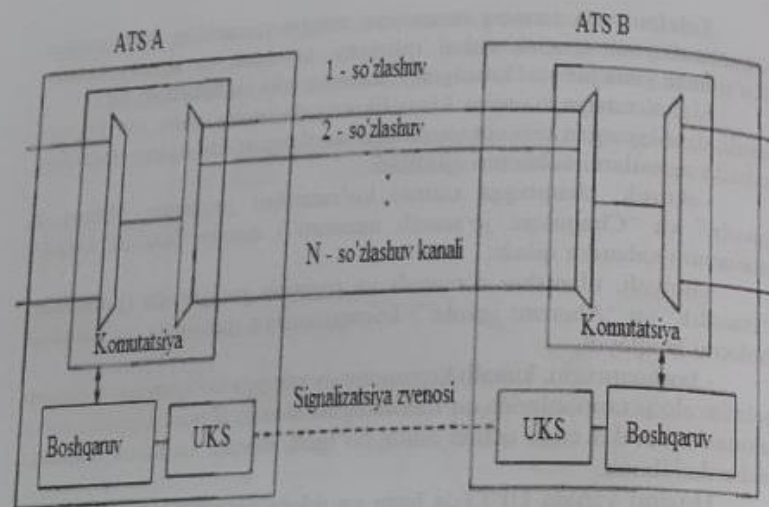 ATS A
ATS B
1 - so'zlashuv
2 - so'zlashuv
N - so'zlashuv kanali
Komutatsiya
Komutatsiya
Signalizatsiya zvenosi
Boshqaruv
UKS
UKS
Boshqaruv